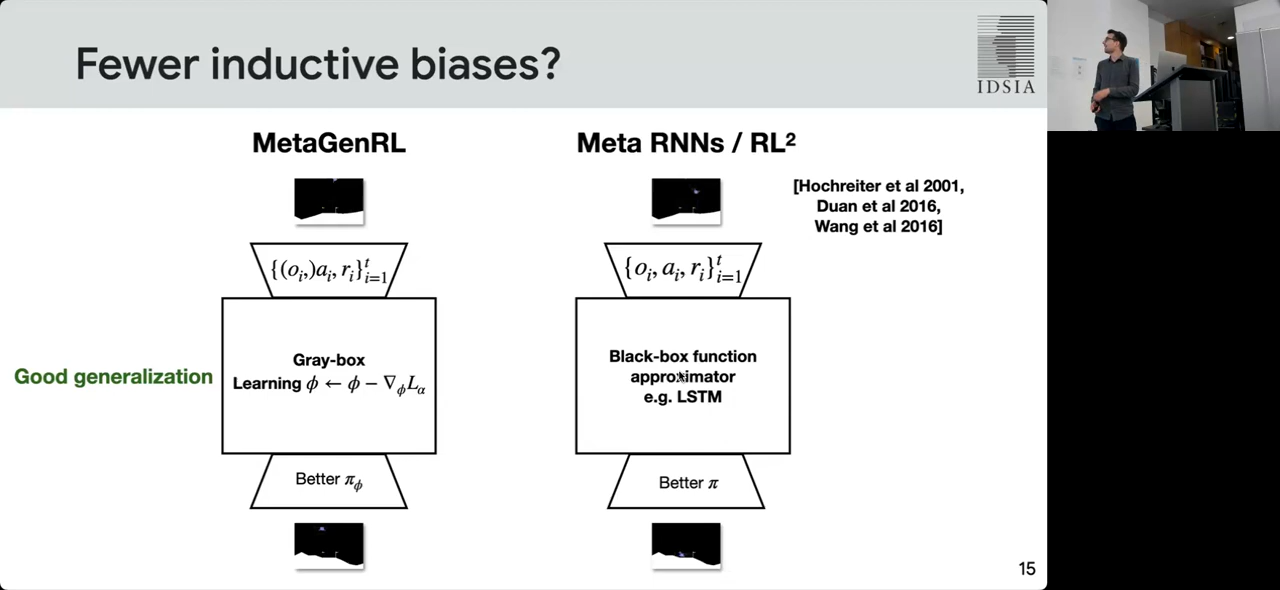 Fewer inductive biases?
IDSIA
MetaGenRL
Meta RNNs / RL²
[Hochreiter et al 2001,
Duan et al 2016,
Wang et al 2016]
{(oᵢ,)aᵢ, rᵢ}ᵗᵢ₌₁
{oᵢ, aᵢ, rᵢ}ᵗᵢ₌₁
Good generalization
Gray-box
Learning ϕ ← ϕ − ∇ϕLα
Black-box function
approximator
e.g. LSTM
Better πϕ
Better π
15